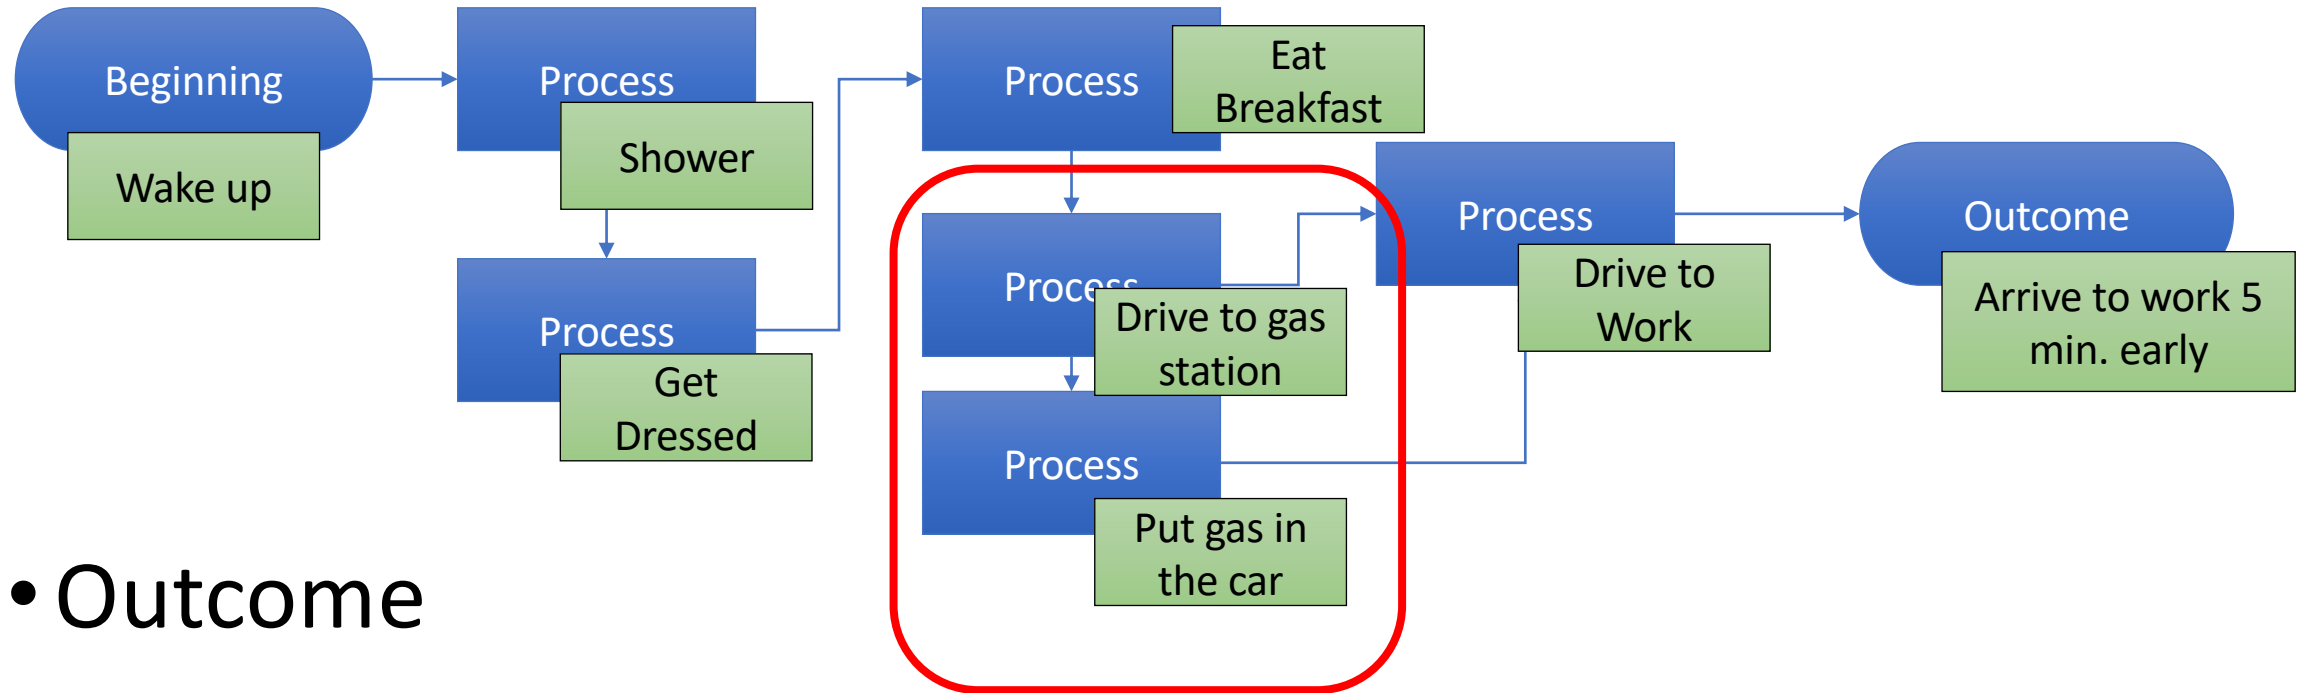 Beginning
Wake up
Process
Shower
Process
Get
Dressed
Process
Eat
Breakfast
Process
Drive to gas
station
Process
Put gas in
the car
Process
Drive to
Work
Outcome
Arrive to work 5
min. early
• Outcome